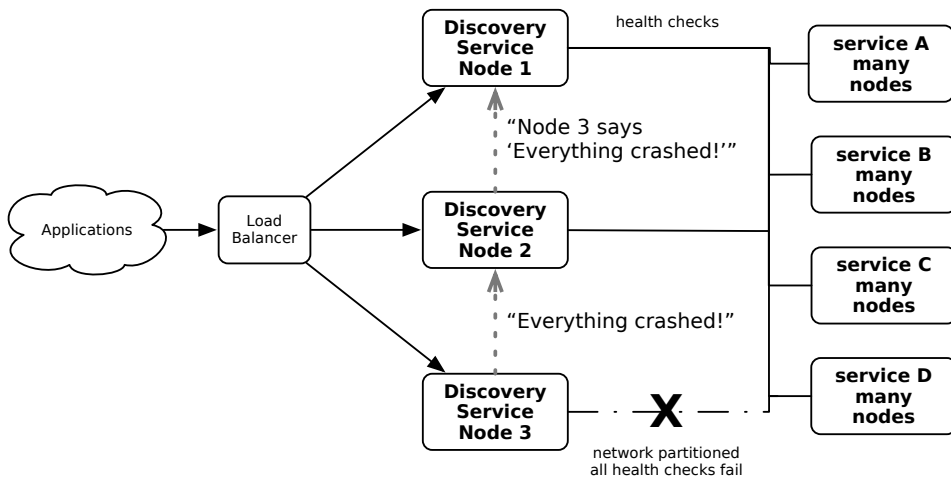 Discovery
Service
Node 1
health checks
service A
many
nodes
“Node 3 says
‘Everything crashed!’”
service B
many
nodes
Applications
Load
Balancer
Discovery
Service
Node 2
service C
many
nodes
“Everything crashed!”
Discovery
Service
Node 3
X
service D
many
nodes
network partitioned
all health checks fail